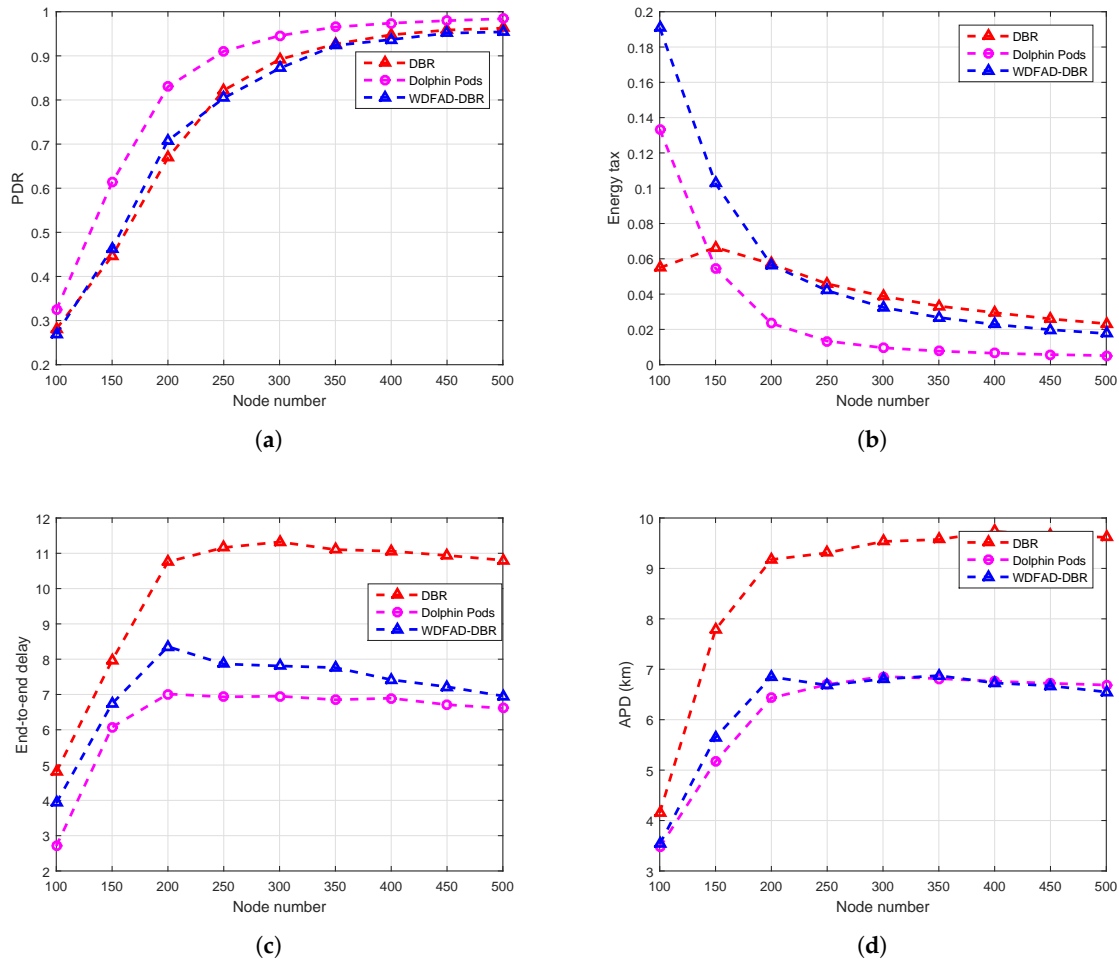 1
0.9
0.8
0.7
0.6
0.5
0.4
0.3
0.2
PDR
DBR
Dolphin Pods
WDFAD-DBR
100 150 200 250 300 350 400 450 500
Node number
(a)
0.2
0.18
0.16
0.14
0.12
0.1
0.08
0.06
0.04
0.02
0
Energy tax
DBR
Dolphin Pods
WDFAD-DBR
100 150 200 250 300 350 400 450 500
Node number
(b)
12
11
10
9
8
7
6
5
4
3
2
End-to-end delay
DBR
Dolphin Pods
WDFAD-DBR
100 150 200 250 300 350 400 450 500
Node number
(c)
10
9
8
7
6
5
4
3
APD (km)
DBR
Dolphin Pods
WDFAD-DBR
100 150 200 250 300 350 400 450 500
Node number
(d)